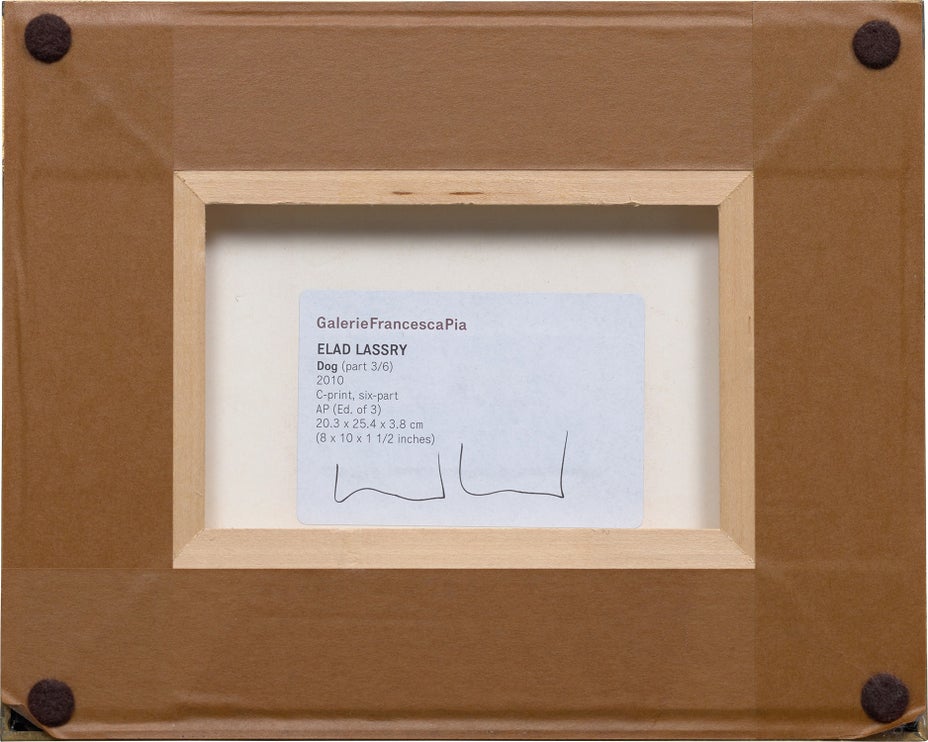 GalerieFrancescaPia
ELAD LASSRY
Dog (part 3/6)
2010
C-print, six-part
AP (Ed. of 3)
20.3 x 25.4 x 3.8 cm
(8 x 10 x 1 1/2 inches)